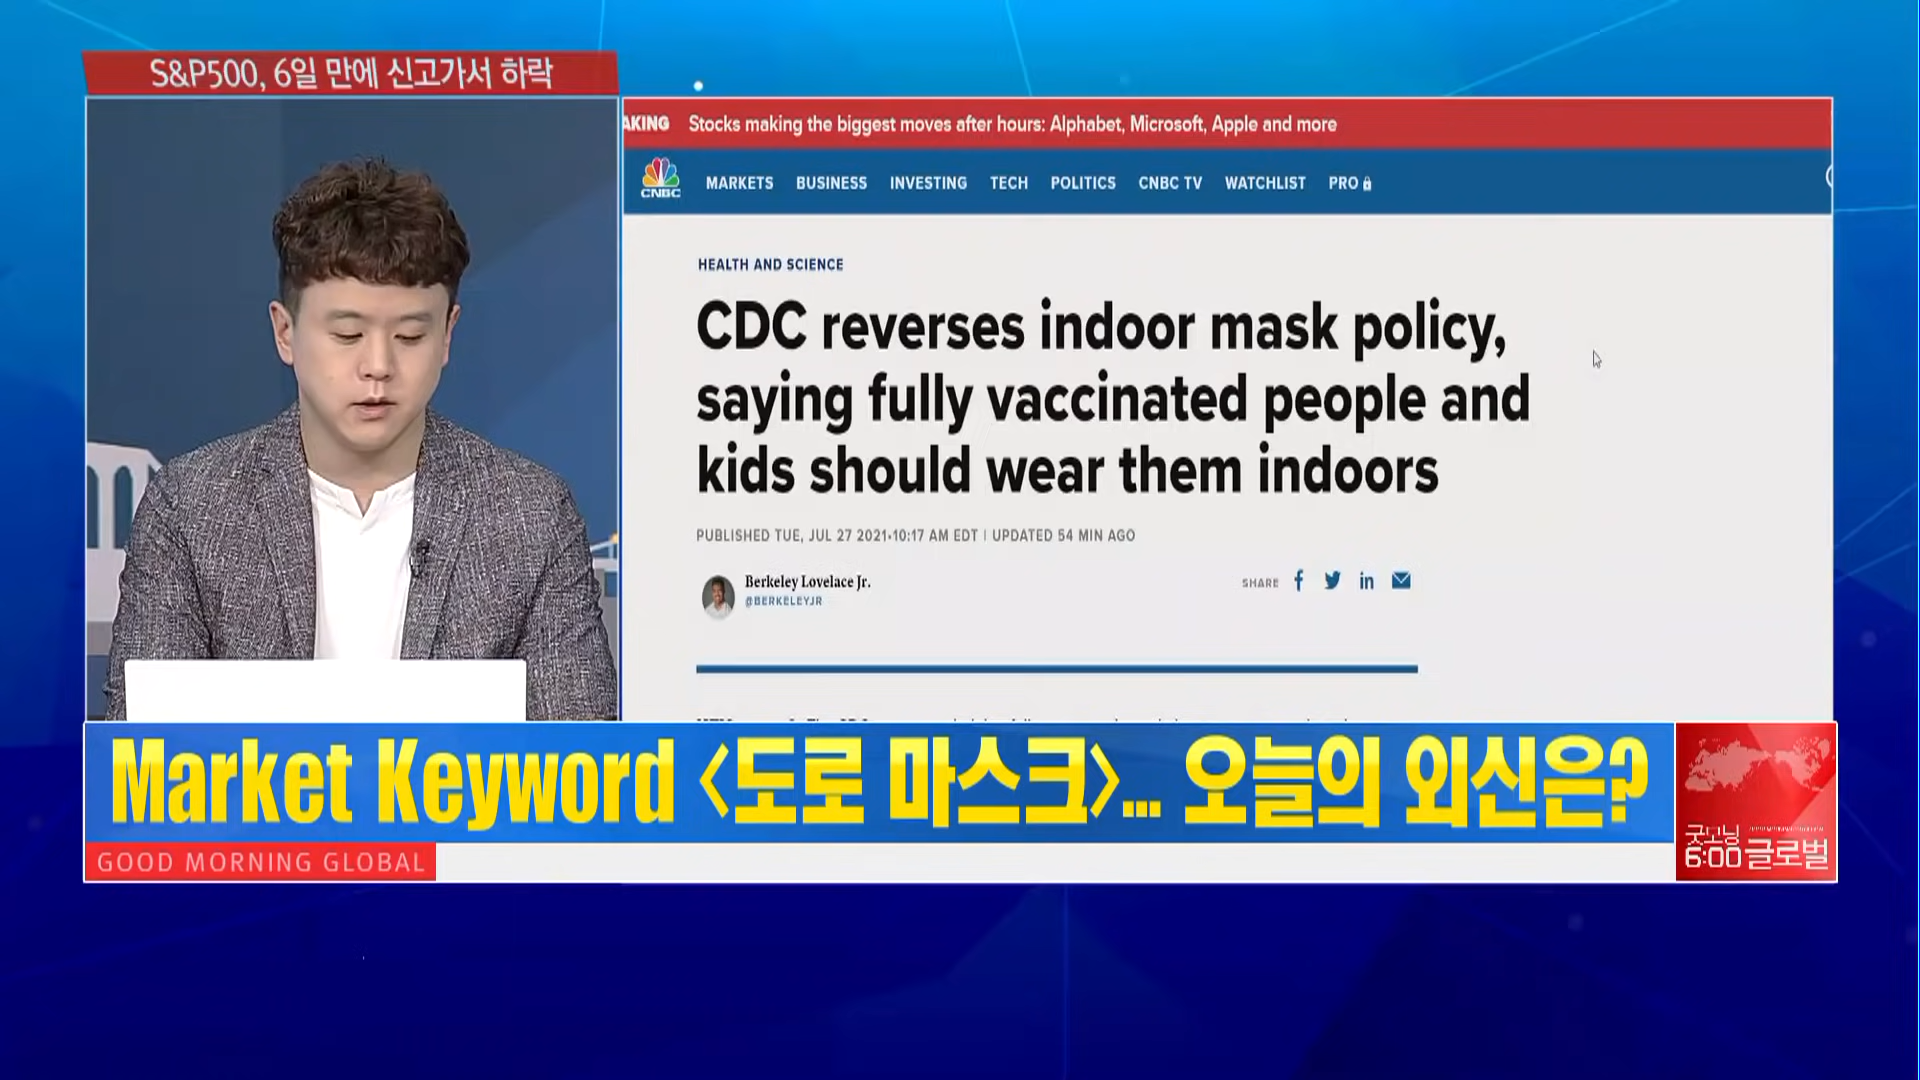 S&P500, 6일 만에 신고가서 하락
AKING Stocks making the biggest moves after hours: Alphabet, Microsoft, Apple and more
CNBC MARKETS BUSINESS INVESTING TECH POLITICS CNBC TV WATCHLIST PRO
HEALTH AND SCIENCE
CDC reverses indoor mask policy,
saying fully vaccinated people and
kids should wear them indoors
PUBLISHED TUE, JUL 27 2021•10:17 AM EDT | UPDATED 54 MIN AGO
Berkeley Lovelace Jr.
@BERKELEYJR
SHARE
Market Keyword <도로 마스크>... 오늘의 외신은?
GOOD MORNING GLOBAL
굿모닝
6:00 글로벌